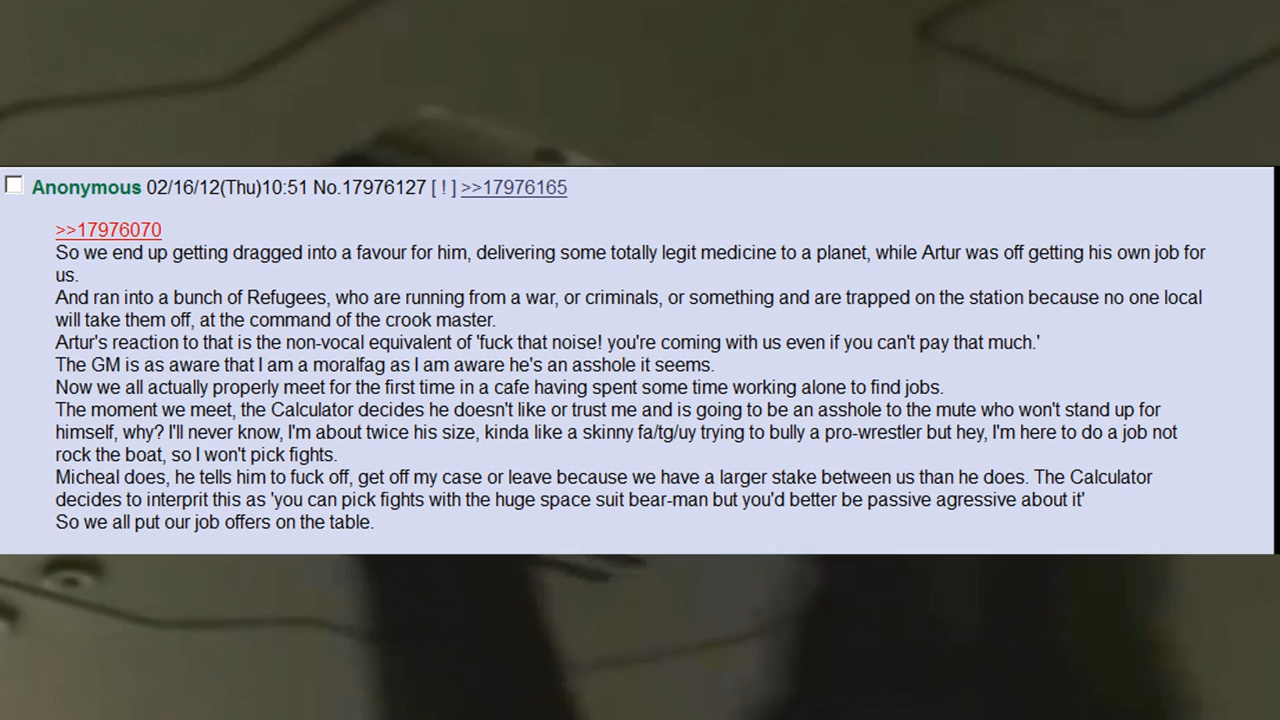 Anonymous 02/16/12(Thu)10:51 No.17976127 [ ! ] >>17976165
>>17976070
So we end up getting dragged into a favour for him, delivering some totally legit medicine to a planet, while Artur was off getting his own job for
us.
And ran into a bunch of Refugees, who are running from a war, or criminals, or something and are trapped on the station because no one local
will take them off, at the command of the crook master.
Artur's reaction to that is the non-vocal equivalent of 'fuck that noise! you're coming with us even if you can't pay that much.'
The GM is as aware that I am a moralfag as I am aware he's an asshole it seems.
Now we all actually properly meet for the first time in a cafe having spent some time working alone to find jobs.
The moment we meet, the Calculator decides he doesn't like or trust me and is going to be an asshole to the mute who won't stand up for
himself, why? I'll never know, I'm about twice his size, kinda like a skinny fa/tg/uy trying to bully a pro-wrestler but hey, I'm here to do a job not
rock the boat, so I won't pick fights.
Micheal does, he tells him to fuck off, get off my case or leave because we have a larger stake between us than he does. The Calculator
decides to interprit this as 'you can pick fights with the huge space suit bear-man but you'd better be passive agressive about it'
So we all put our job offers on the table.